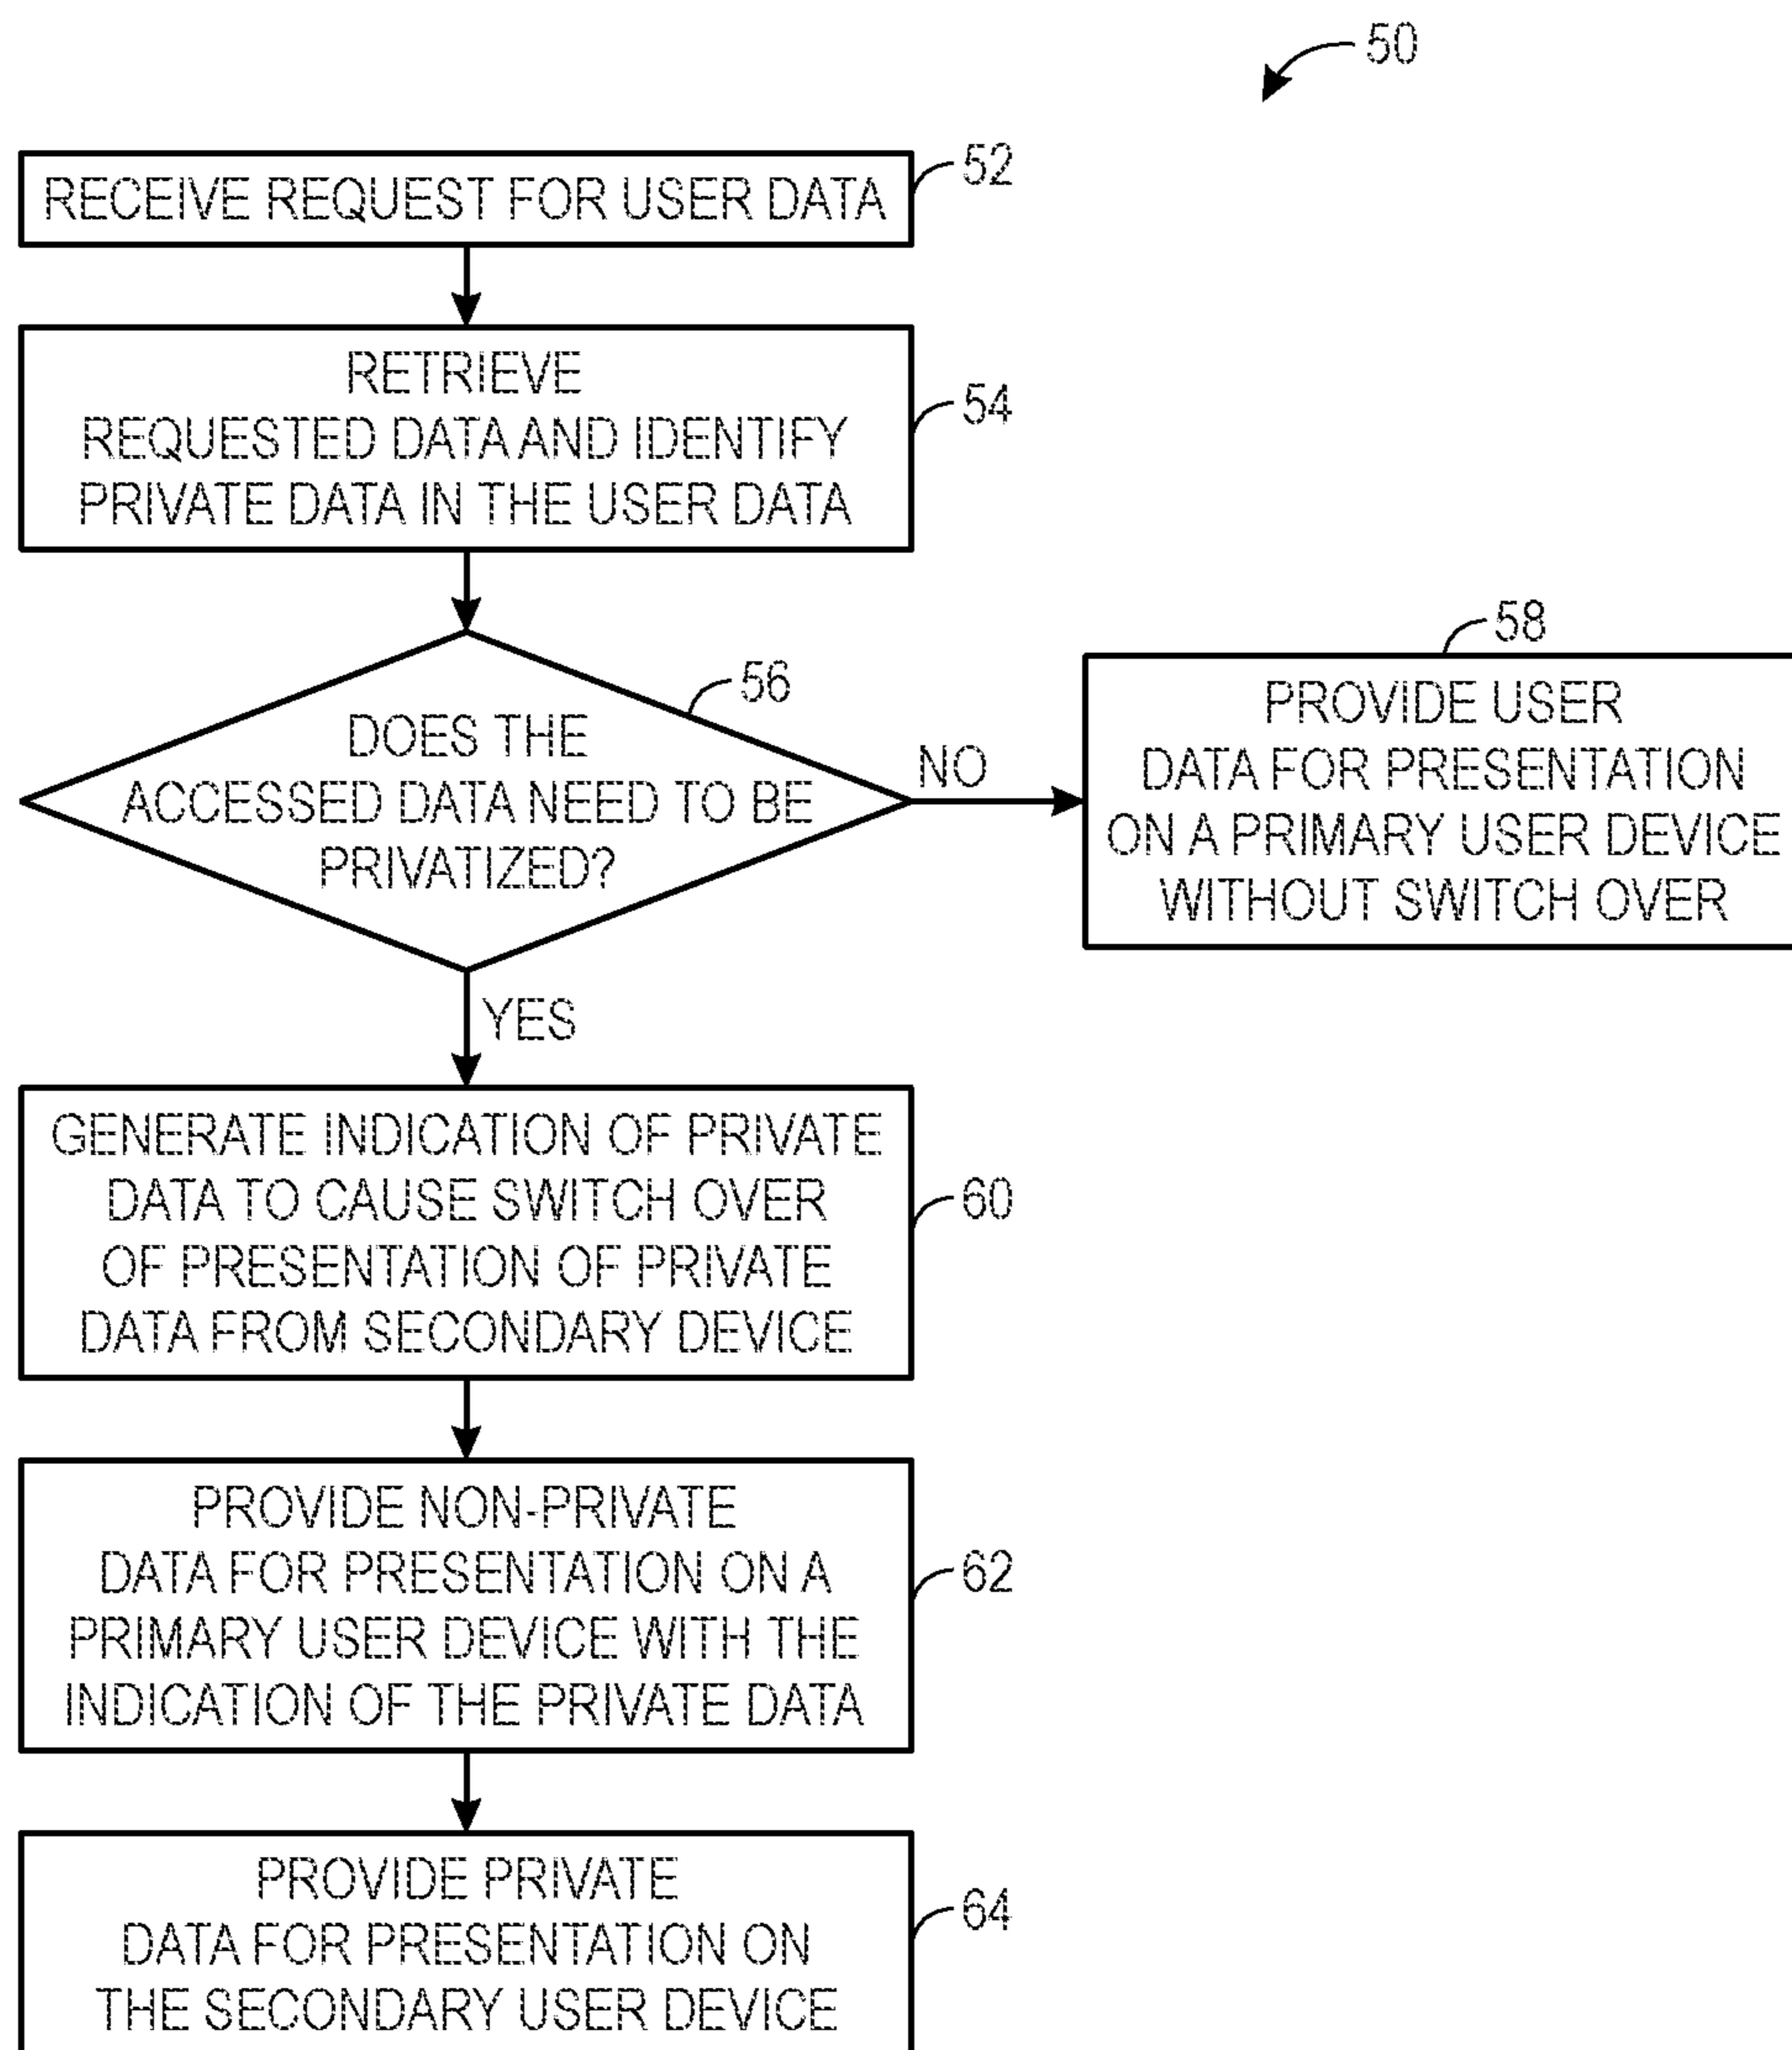 50
RECEIVE REQUEST FOR USER DATA
52
RETRIEVE
REQUESTED DATA AND IDENTIFY
PRIVATE DATA IN THE USER DATA
54
56
DOES THE
ACCESSED DATA NEED TO BE
PRIVATIZED?
NO
58
PROVIDE USER
DATA FOR PRESENTATION
ON A PRIMARY USER DEVICE
WITHOUT SWITCH OVER
YES
GENERATE INDICATION OF PRIVATE
DATA TO CAUSE SWITCH OVER
OF PRESENTATION OF PRIVATE
DATA FROM SECONDARY DEVICE
60
PROVIDE NON-PRIVATE
DATA FOR PRESENTATION ON A
PRIMARY USER DEVICE WITH THE
INDICATION OF THE PRIVATE DATA
62
PROVIDE PRIVATE
DATA FOR PRESENTATION ON
THE SECONDARY USER DEVICE
64